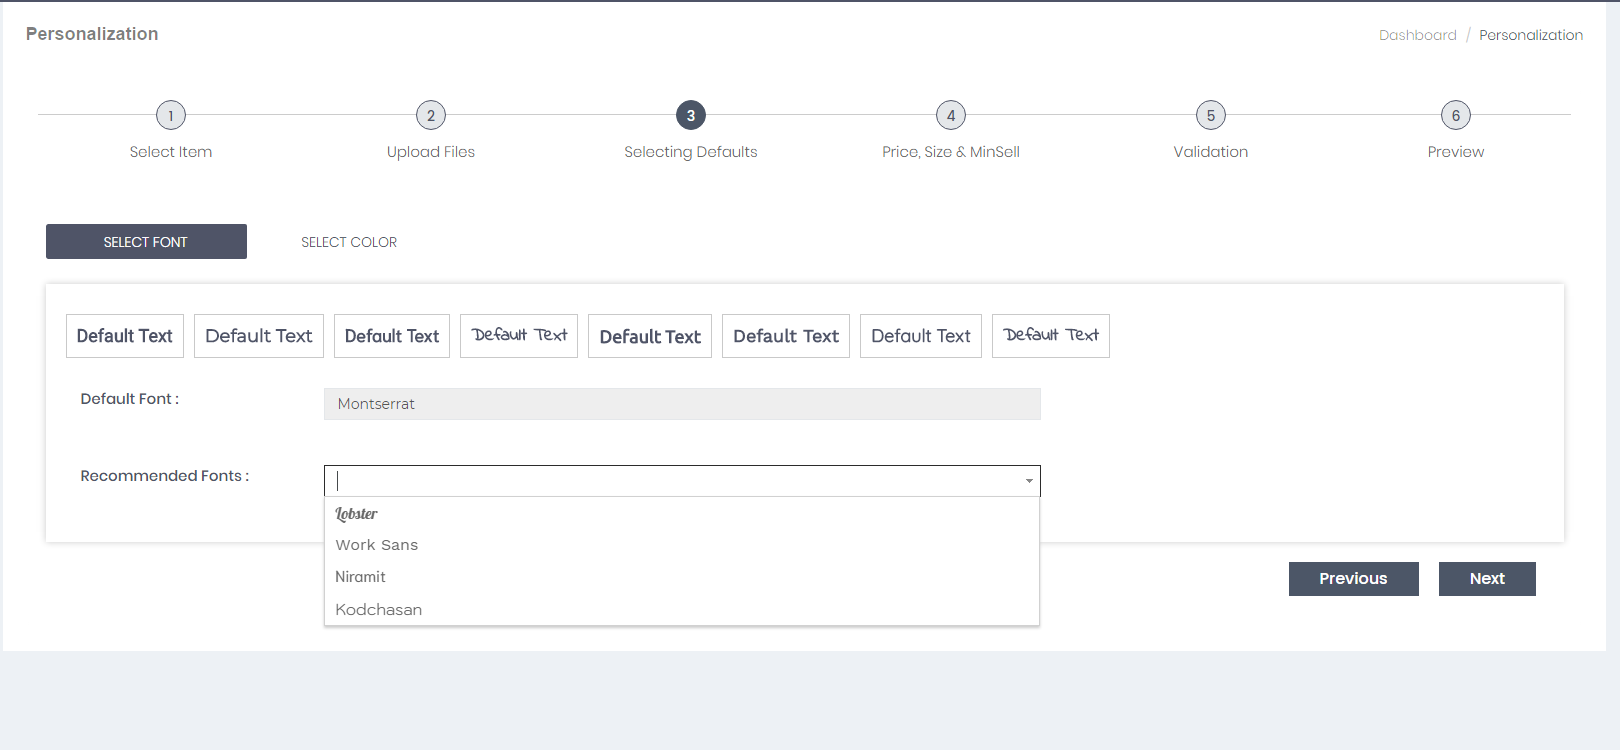 Personalization
Dashboard / Personalization
1 2 3 4 5 6
Select Item Upload Files Selecting Defaults Price, Size & MinSell Validation Preview
SELECT FONT SELECT COLOR
Default Text Default Text Default Text Default Text Default Text Default Text Default Text Default Text
Default Font : Montserrat
Recommended Fonts :
Lobster
Work Sans
Niramit
Kodchasan
Previous Next